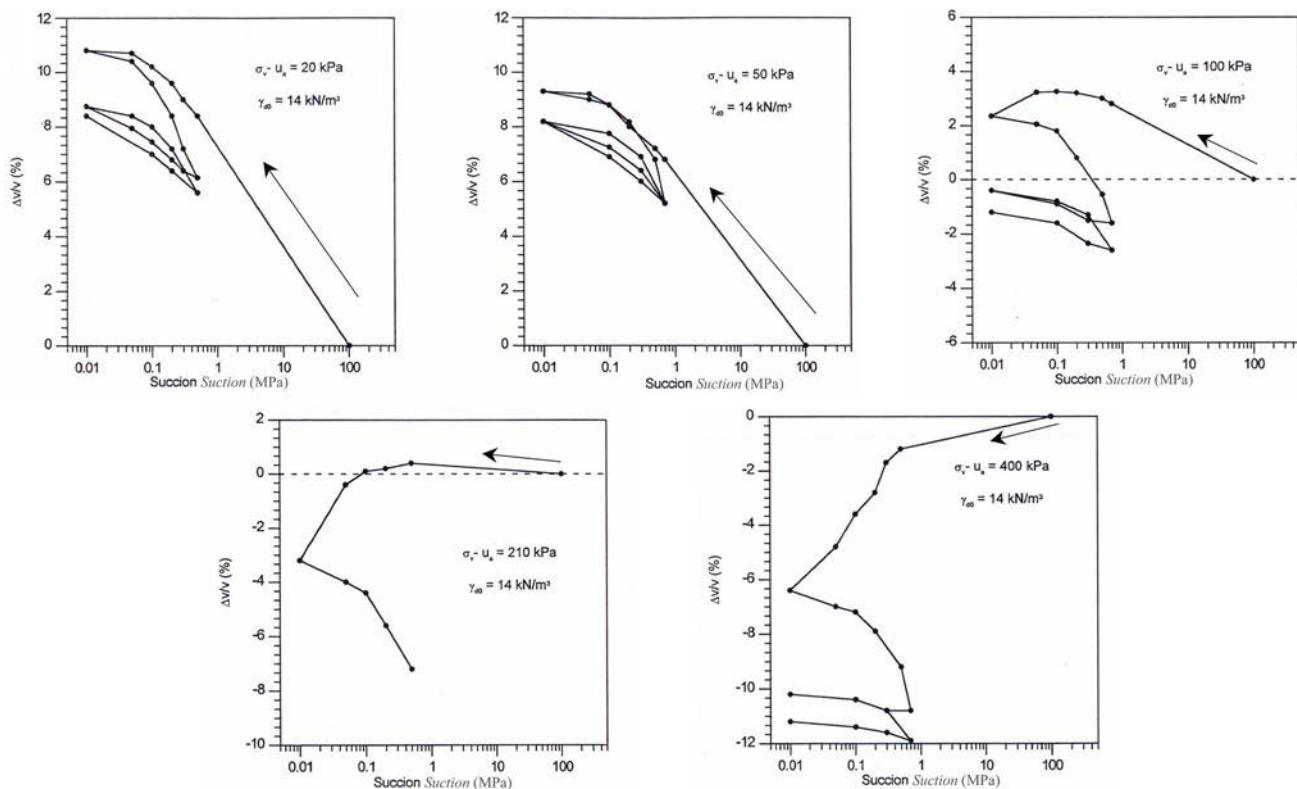 12
10
8
6
4
2
0
Δv/v (%)
σᵥ- uₐ = 20 kPa
γd0 = 14 kN/m³
0.01 0.1 1 10 100
Succion Suction (MPa)
12
10
8
6
4
2
0
Δv/v (%)
σᵥ- uₐ = 50 kPa
γd0 = 14 kN/m³
0.01 0.1 1 10 100
Succion Suction (MPa)
6
4
2
0
-2
-4
-6
Δv/v (%)
σᵥ- uₐ = 100 kPa
γd0 = 14 kN/m³
0.01 0.1 1 10 100
Succion Suction (MPa)
2
0
-2
-4
-6
-8
-10
Δv/v (%)
σᵥ- uₐ = 210 kPa
γd0 = 14 kN/m³
0.01 0.1 1 10 100
Succion Suction (MPa)
0
-2
-4
-6
-8
-10
-12
Δv/v (%)
σᵥ- uₐ = 400 kPa
γd0 = 14 kN/m³
0.01 0.1 1 10 100
Succion Suction (MPa)